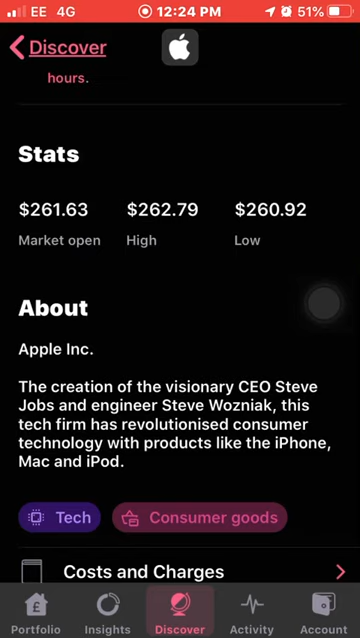 EE 4G 12:24 PM 51%
Discover
hours.
Stats
$261.63 $262.79 $260.92
Market open High Low
About
Apple Inc.
The creation of the visionary CEO Steve
Jobs and engineer Steve Wozniak, this
tech firm has revolutionised consumer
technology with products like the iPhone,
Mac and iPod.
Tech Consumer goods
Costs and Charges
£
Portfolio Insights Discover Activity Account